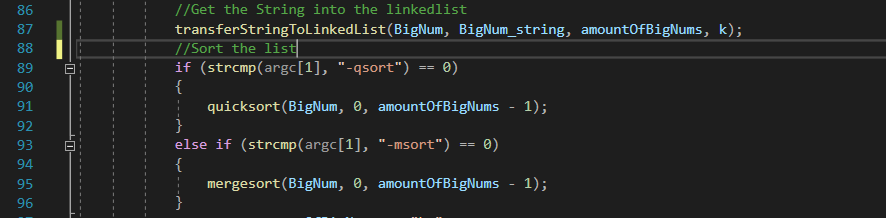 86 //Get the String into the linkedlist
87 transferStringToLinkedList(BigNum, BigNum_string, amountOfBigNums, k);
88 //Sort the list
89 if (strcmp(argc[1], "-qsort") == 0)
90 {
91 quicksort(BigNum, 0, amountOfBigNums - 1);
92 }
93 else if (strcmp(argc[1], "-msort") == 0)
94 {
95 mergesort(BigNum, 0, amountOfBigNums - 1);
96 }